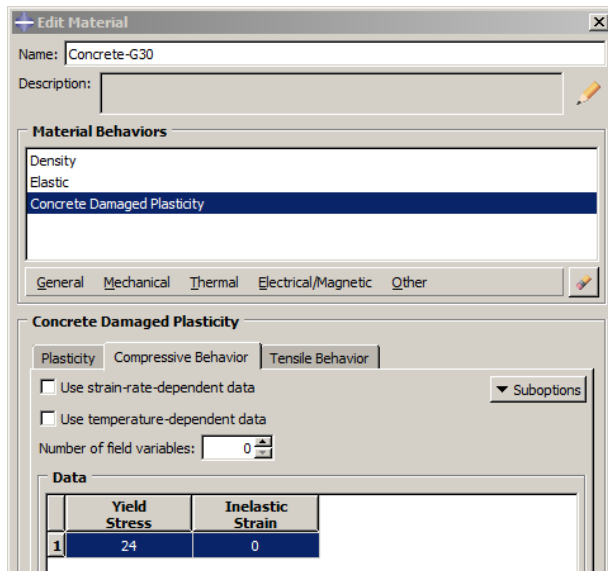 Edit Material
Name: Concrete-G30
Description:
Material Behaviors
Density
Elastic
Concrete Damaged Plasticity
General Mechanical Thermal Electrical/Magnetic Other
Concrete Damaged Plasticity
Plasticity Compressive Behavior Tensile Behavior
Use strain-rate-dependent data Suboptions
Use temperature-dependent data
Number of field variables: 0
Data
Yield Inelastic
Stress Strain
1 24 0